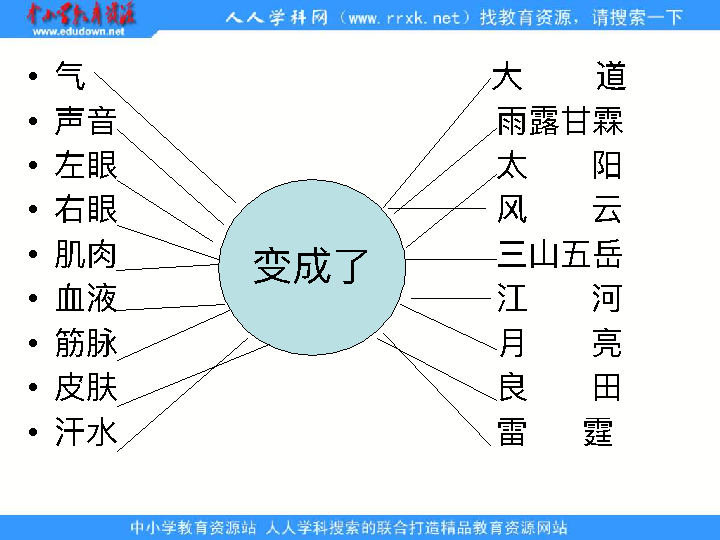 中小学教育资源
www.edudown.net
人人学科网（www.rrxk.net）找教育资源，请搜索一下
• 气 大 道
• 声音 雨露甘霖
• 左眼 太 阳
• 右眼 风 云
• 肌肉 三山五岳
变成了
• 血液 江 河
• 筋脉 月 亮
• 皮肤 良 田
• 汗水 雷 霆
中小学教育资源站 人人学科搜索的联合打造精品教育资源网站